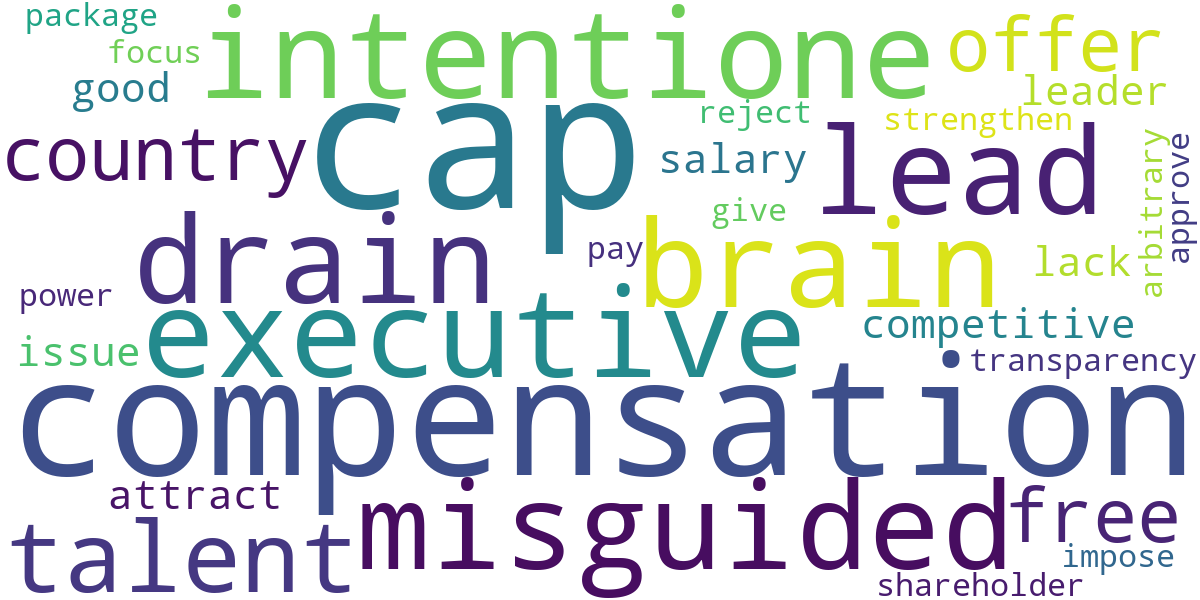 package
focus
good
intentione
offer
leader
country
cap
reject
strengthen
salary
lead
arbitrary
approve
give
drain
pay
brain
lack
power
issue
executive
competitive
transparency
compensation
attract
talent
misguided
free
impose
shareholder